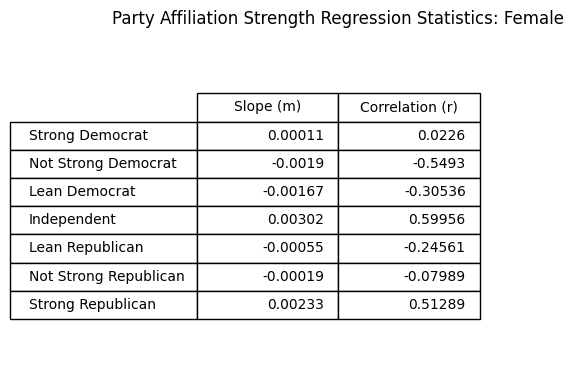 Party Affiliation Strength Regression Statistics: Female
Slope (m) Correlation (r)
Strong Democrat 0.00011 0.0226
Not Strong Democrat -0.0019 -0.5493
Lean Democrat -0.00167 -0.30536
Independent 0.00302 0.59956
Lean Republican -0.00055 -0.24561
Not Strong Republican -0.00019 -0.07989
Strong Republican 0.00233 0.51289